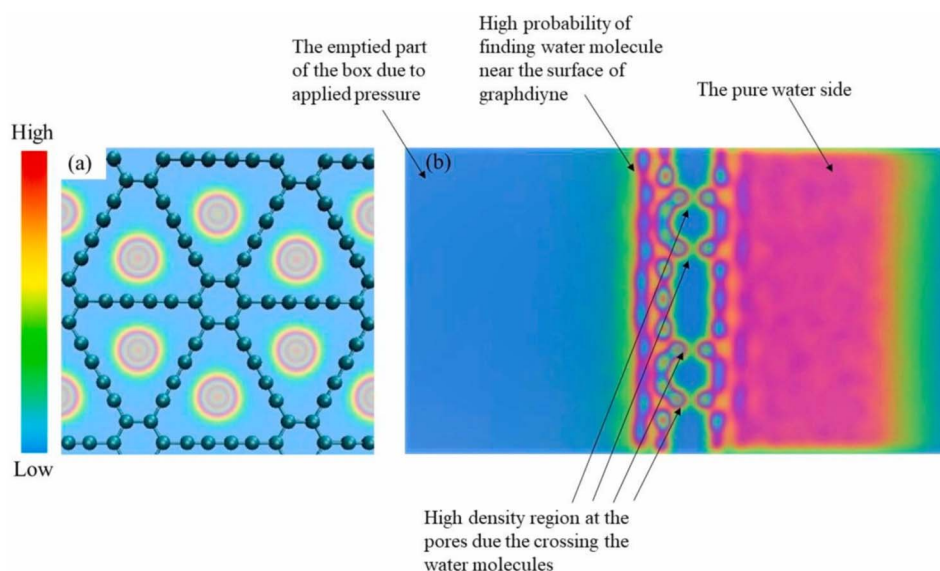 The emptied part
of the box due to
applied pressure
High probability of
finding water molecule
near the surface of
graphdiyne
The pure water side
High
(a)
(b)
Low
High density region at the
pores due the crossing the
water molecules